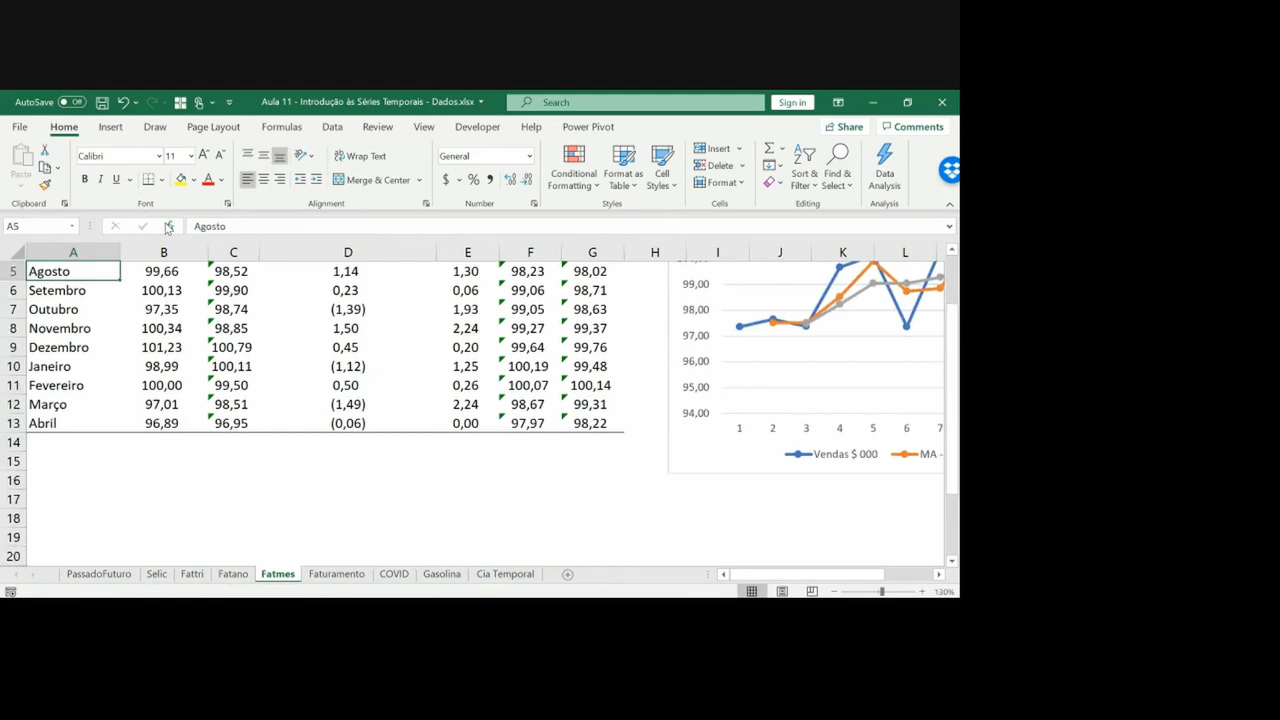 AutoSave Off Aula 11 - Introdução às Séries Temporais - Dados.xlsx Search Sign in
File Home Insert Draw Page Layout Formulas Data Review View Developer Help Power Pivot Share Comments
Paste Calibri 11 A A Wrap Text General Conditional Formatting Format as Table Cell Styles Insert Delete Format Sort & Filter Find & Select Data Analysis
B I U A Merge & Center $ %
Clipboard Font Alignment Number Styles Cells Editing Analysis
A5 Agosto
A B C D E F G H I J K L
5 Agosto 99,66 98,52 1,14 1,30 98,23 98,02
6 Setembro 100,13 99,90 0,23 0,06 99,06 98,71
7 Outubro 97,35 98,74 (1,39) 1,93 99,05 98,63
8 Novembro 100,34 98,85 1,50 2,24 99,27 99,37
9 Dezembro 101,23 100,79 0,45 0,20 99,64 99,76
10 Janeiro 98,99 100,11 (1,12) 1,25 100,19 99,48
11 Fevereiro 100,00 99,50 0,50 0,26 100,07 100,14
12 Março 97,01 98,51 (1,49) 2,24 98,67 99,31
13 Abril 96,89 96,95 (0,06) 0,00 97,97 98,22
14
15
16
17
18
19
20
99,00
98,00
97,00
96,00
95,00
94,00
1 2 3 4 5 6 7
Vendas $ 000 MA -
PassadoFuturo Selic Fattri Fatano Fatmes Faturamento COVID Gasolina Cia Temporal
130%